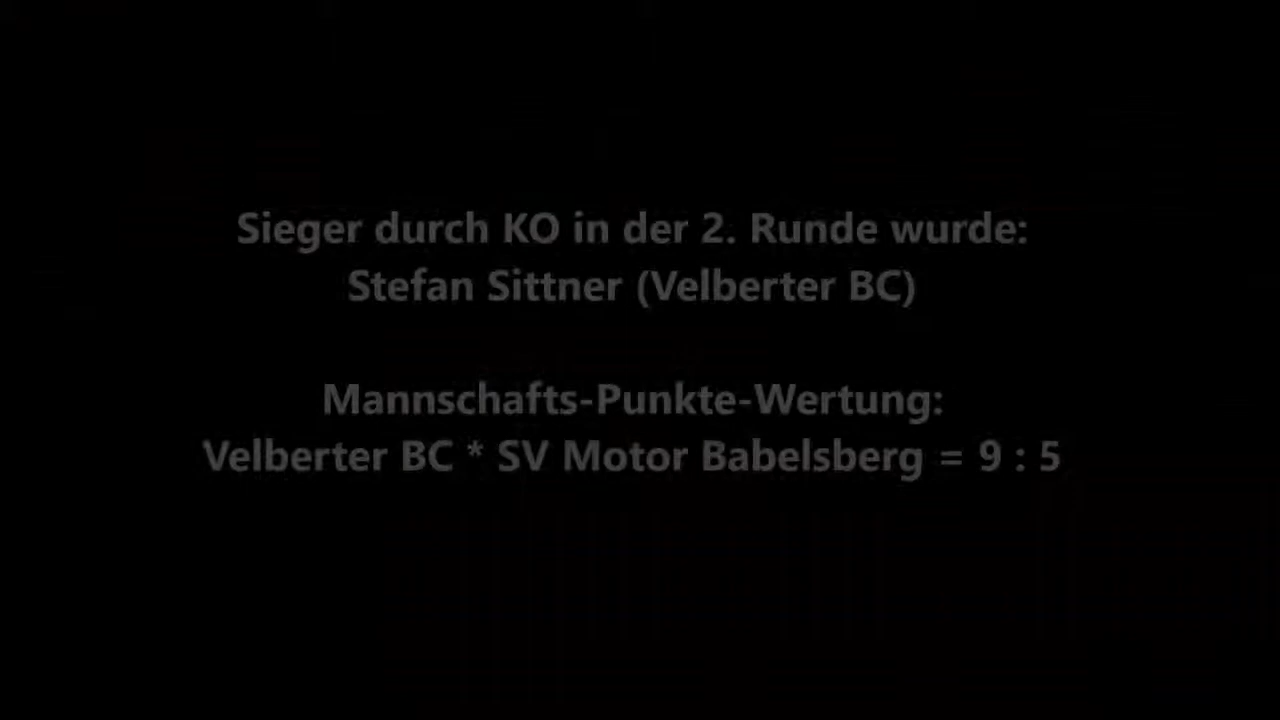 Sieger durch KO in der 2. Runde wurde:
Stefan Sittner (Velberter BC)
Mannschafts-Punkte-Wertung:
Velberter BC * SV Motor Babelsberg = 9 : 5